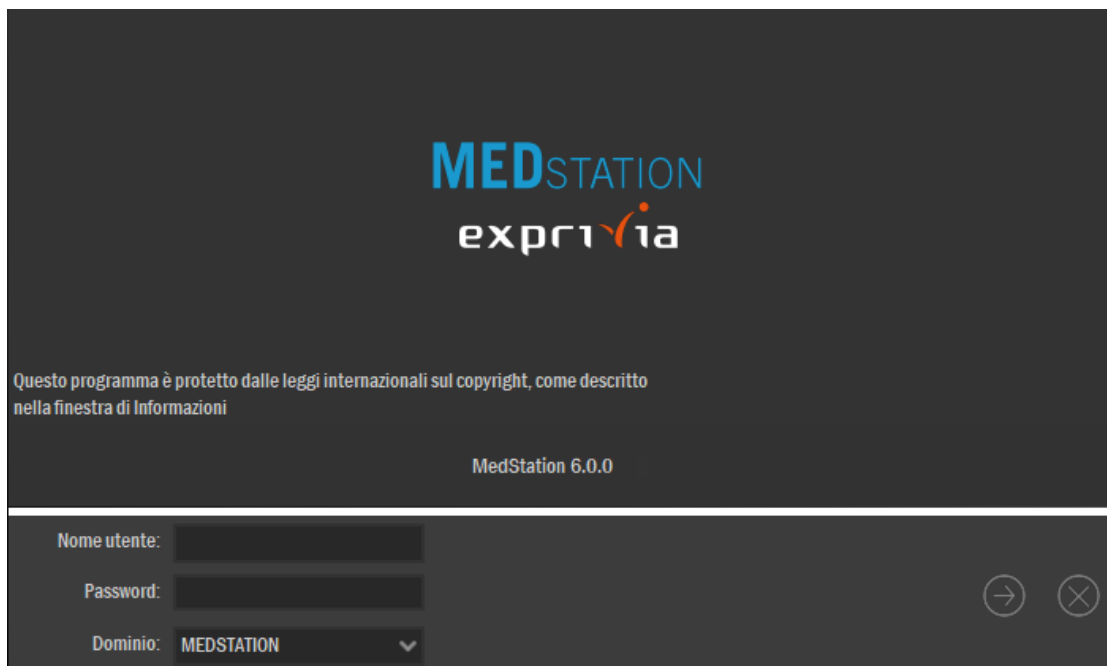 MEDSTATION
exprivia
Questo programma è protetto dalle leggi internazionali sul copyright, come descritto
nella finestra di Informazioni
MedStation 6.0.0
Nome utente:
Password:
Dominio: MEDSTATION